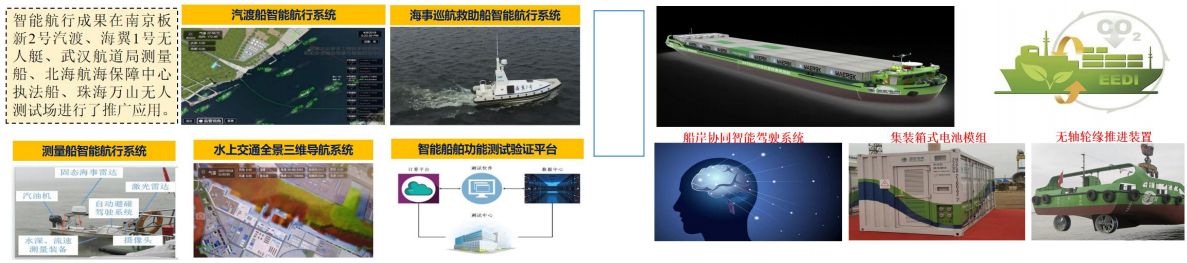 智能航行成果在南京板
新2号汽渡、海翼1号无
人艇、武汉航道局测量
船、北海航海保障中心
执法船、珠海万山无人
测试场进行了推广应用。
汽渡船智能航行系统
海事巡航救助船智能航行系统
测量船智能航行系统
固态海事雷达
激光雷达
汽油机
自动避碰
驾驶系统
水深、流速
测量装备
摄像头
水上交通全景三维导航系统
智能船舶功能测试验证平台
计算平台
测试软件
数据中心
测试中心
MAERSK
MAERSK
CO2
EEDI
船岸协同智能驾驶系统
集装箱式电池模组
无轴轮缘推进装置